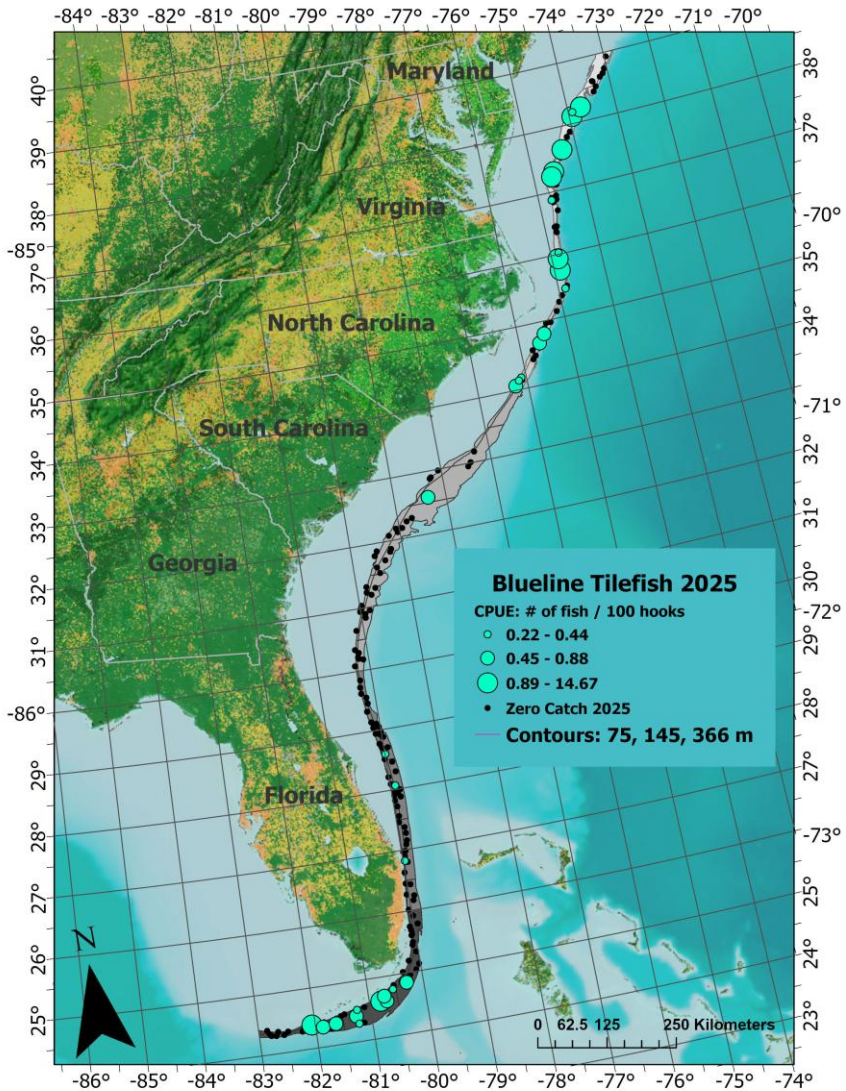 -84° -83° -82° -81° -80° -79° -78° -77° -76° -75° -74° -73° -72° -71° -70°
Maryland
Virginia
North Carolina
South Carolina
Georgia
Florida
40°
39°
38°
-85°
37°
36°
35°
34°
33°
32°
31°
-86°
29°
28°
27°
26°
25°
38°
37°
-70°
35°
34°
-71°
32°
31°
30°
-72°
29°
28°
27°
-73°
25°
24°
23°
Blueline Tilefish 2025
CPUE: # of fish / 100 hooks
0.22 - 0.44
0.45 - 0.88
0.89 - 14.67
Zero Catch 2025
Contours: 75, 145, 366 m
N
0 62.5 125 250 Kilometers
-86° -85° -84° -83° -82° -81° -80° -79° -78° -77° -76° -75° -74°